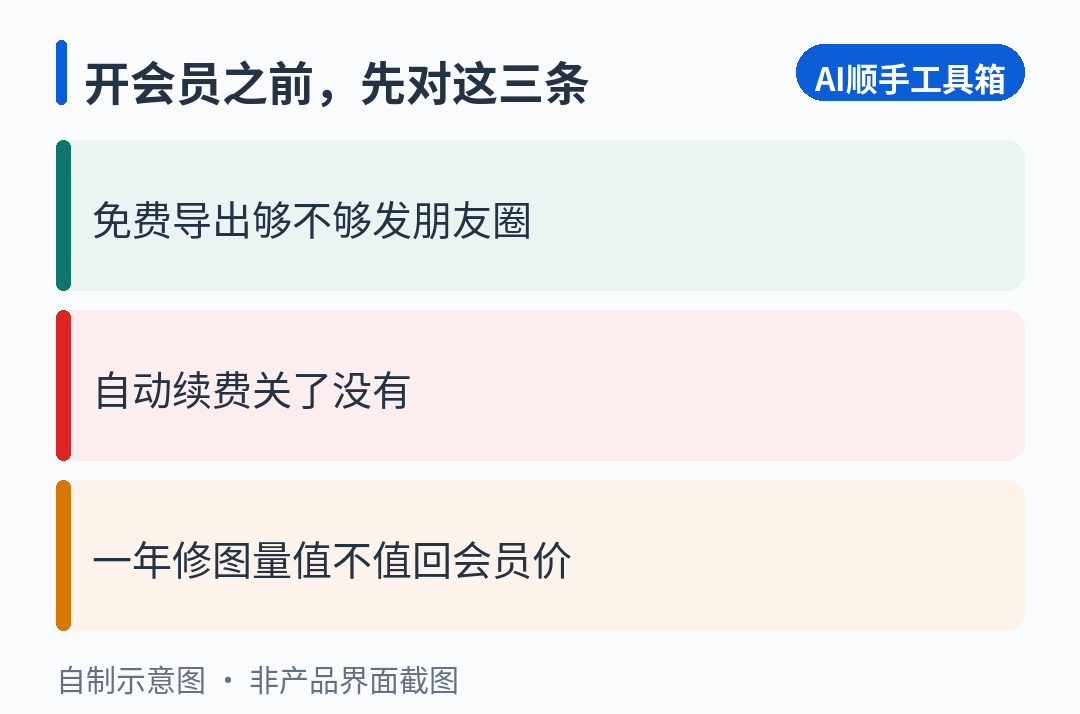 开会员之前，先对这三条
AI顺手工具箱
免费导出够不够发朋友圈
自动续费关了没有
一年修图量值不值回会员价
自制示意图 · 非产品界面截图